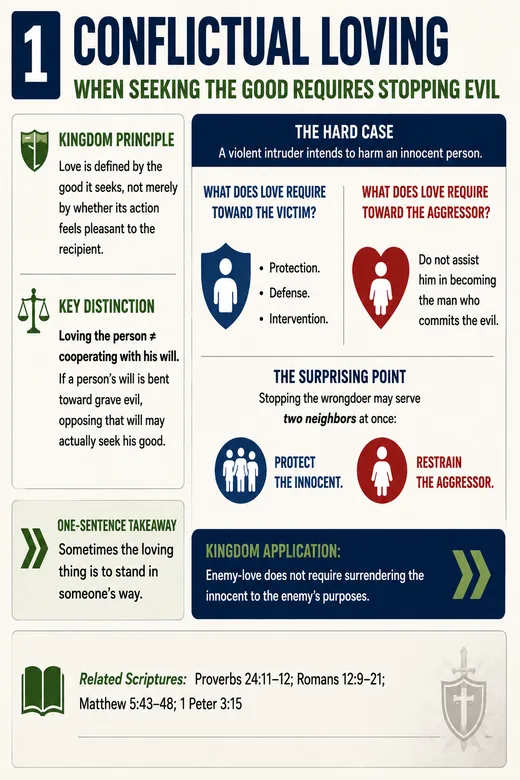 1
CONFLICTUAL LOVING
WHEN SEEKING THE GOOD REQUIRES STOPPING EVIL
KINGDOM PRINCIPLE
Love is defined by the
good it seeks, not merely
by whether its action
feels pleasant to the
recipient.
KEY DISTINCTION
Loving the person ≠
cooperating with his will.
If a person's will is bent
toward grave evil,
opposing that will may
actually seek his good.
ONE-SENTENCE TAKEAWAY
Sometimes the loving
thing is to stand in
someone's way.
THE HARD CASE
A violent intruder intends to harm an innocent person.
WHAT DOES LOVE REQUIRE
TOWARD THE VICTIM?
• Protection.
• Defense.
• Intervention.
WHAT DOES LOVE REQUIRE
TOWARD THE AGGRESSOR?
Do not assist
him in becoming
the man who
commits the evil.
THE SURPRISING POINT
Stopping the wrongdoer may serve
two neighbors at once:
PROTECT
THE INNOCENT.
RESTRAIN
THE AGGRESSOR.
KINGDOM APPLICATION:
Enemy-love does not require surrendering the
innocent to the enemy's purposes.
Related Scriptures: Proverbs 24:11–12; Romans 12:9–21;
Matthew 5:43–48; 1 Peter 3:15